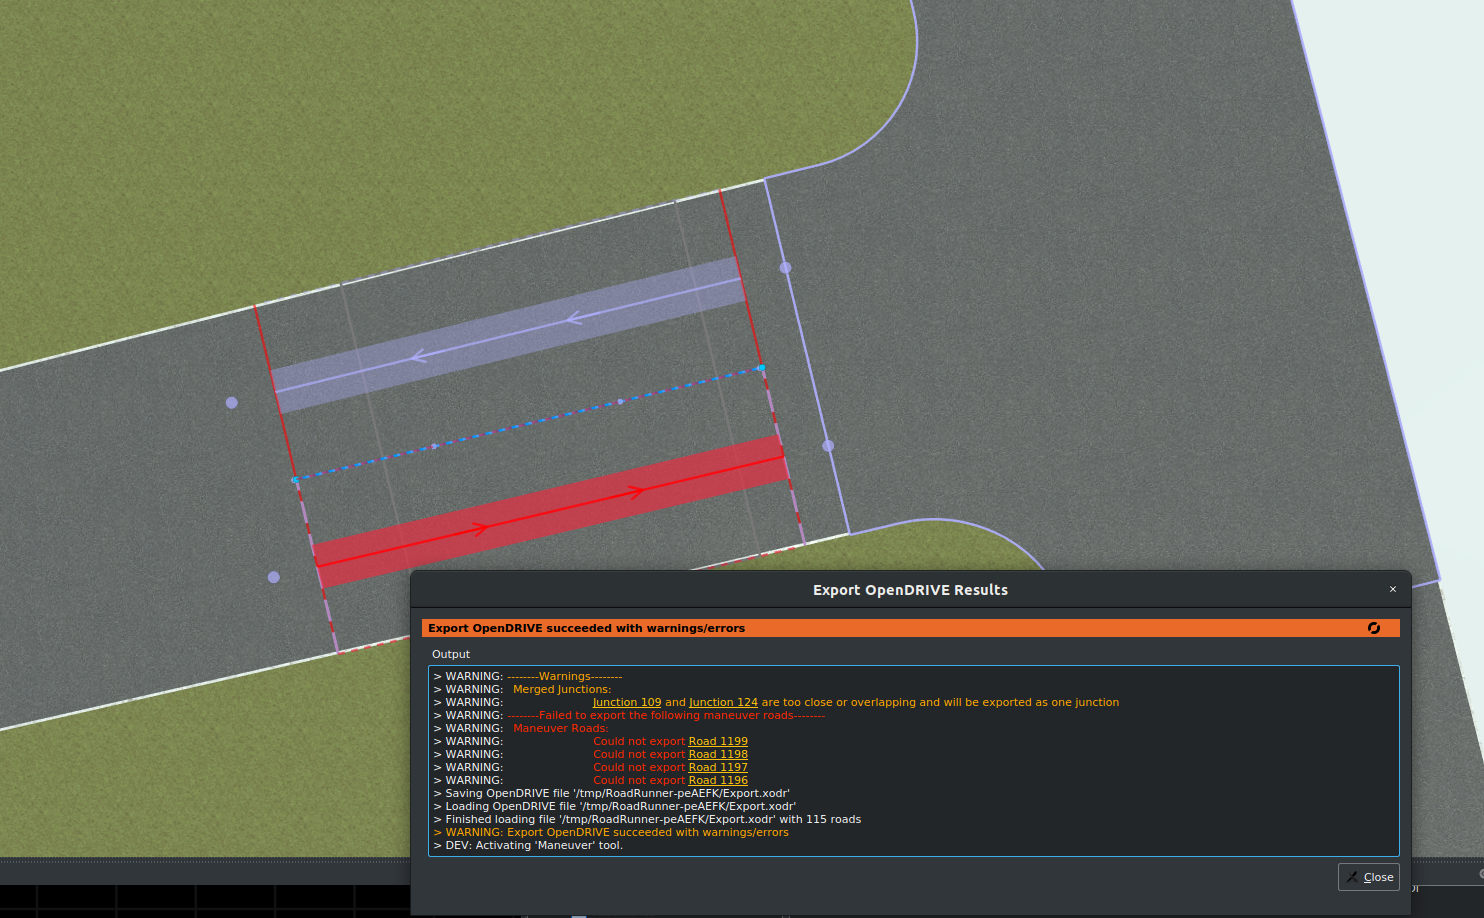 Export OpenDRIVE Results
×
Export OpenDRIVE succeeded with warnings/errors
Output
> WARNING: --------Warnings--------
> WARNING: Merged Junctions:
> WARNING: Junction 109 and Junction 124 are too close or overlapping and will be exported as one junction
> WARNING: --------Failed to export the following maneuver roads--------
> WARNING: Maneuver Roads:
> WARNING: Could not export Road 1199
> WARNING: Could not export Road 1198
> WARNING: Could not export Road 1197
> WARNING: Could not export Road 1196
> Saving OpenDRIVE file '/tmp/RoadRunner-peAEFK/Export.xodr'
> Loading OpenDRIVE file '/tmp/RoadRunner-peAEFK/Export.xodr'
> Finished loading file '/tmp/RoadRunner-peAEFK/Export.xodr' with 115 roads
> WARNING: Export OpenDRIVE succeeded with warnings/errors
> DEV: Activating 'Maneuver' tool.
Close